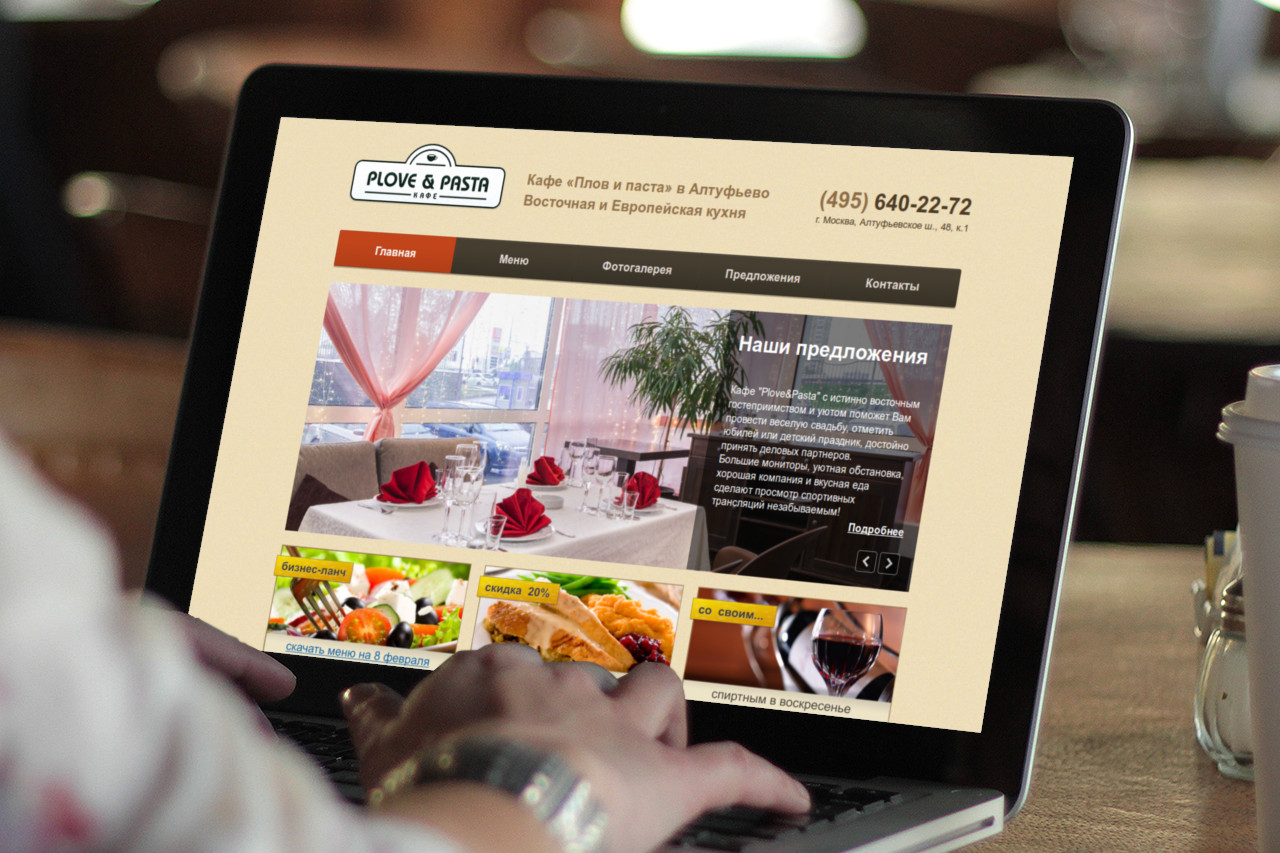 PLOVE & PASTA
КАФЕ
Кафе «Плов и паста» в Алтуфьево
Восточная и Европейская кухня
(495) 640-22-72
г. Москва, Алтуфьевское ш., 48, к.1
Главная
Меню
Фотогалерея
Предложения
Контакты
Наши предложения
Кафе "Plove&Pasta" с истинно восточным
гостеприимством и уютом поможет Вам
провести веселую свадьбу, отметить
юбилей или детский праздник, достойно
принять деловых партнеров.
Большие мониторы, уютная обстановка,
хорошая компания и вкусная еда
сделают просмотр спортивных
трансляций незабываемым!
Подробнее
бизнес-ланч
скидка 20%
со своим...
скачать меню на 8 февраля
спиртным в воскресенье